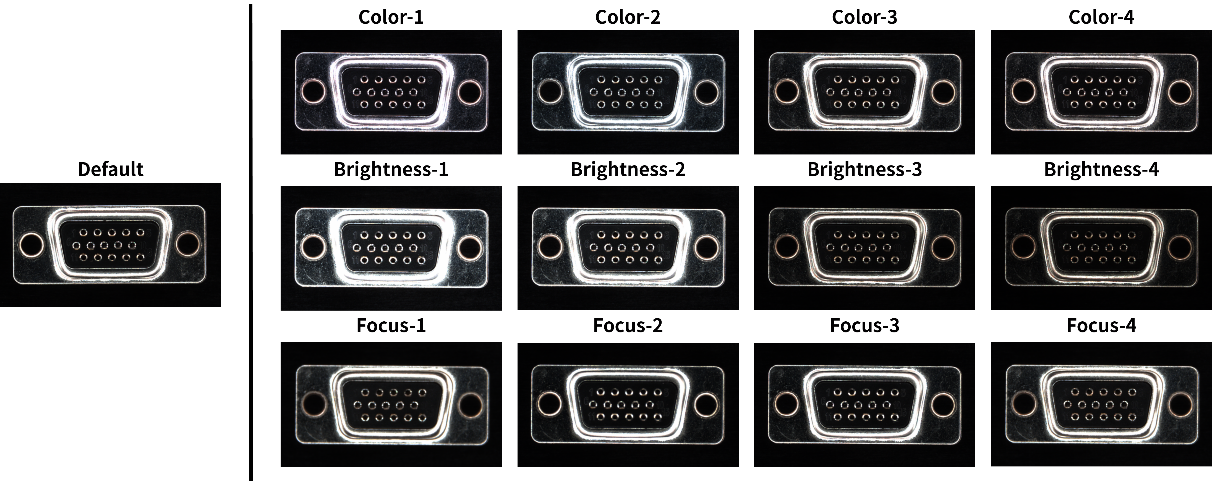 Color-1 Color-2 Color-3 Color-4
Default
Brightness-1 Brightness-2 Brightness-3 Brightness-4
Focus-1 Focus-2 Focus-3 Focus-4